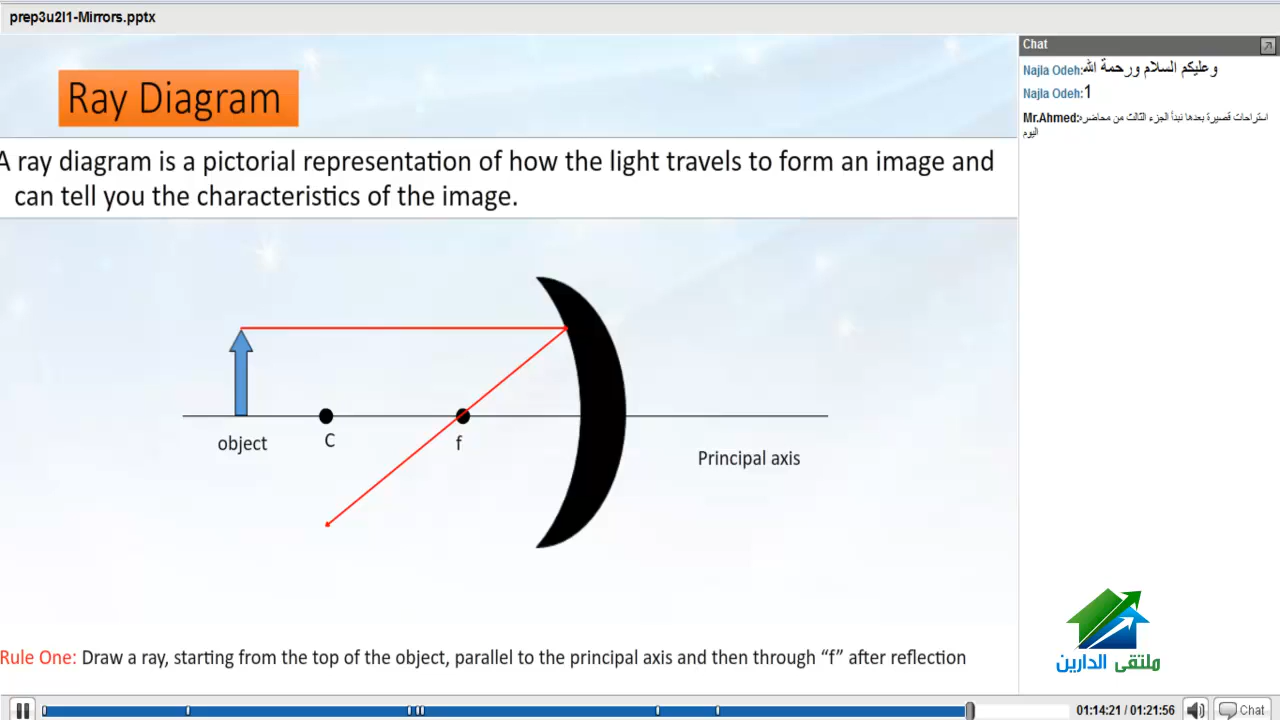 prep3u2l1-Mirrors.pptx
Ray Diagram
A ray diagram is a pictorial representation of how the light travels to form an image and
can tell you the characteristics of the image.
object
C
f
Principal axis
Rule One: Draw a ray, starting from the top of the object, parallel to the principal axis and then through “f” after reflection
Chat
Najla Odeh: وعليكم السلام ورحمة الله
Najla Odeh: 1
Mr.Ahmed: استراحات قصيرة بعدها نبدأ الجزء الثالث من محاضره
اليوم
ملتقى الدارين
01:14:21 / 01:21:56
Chat